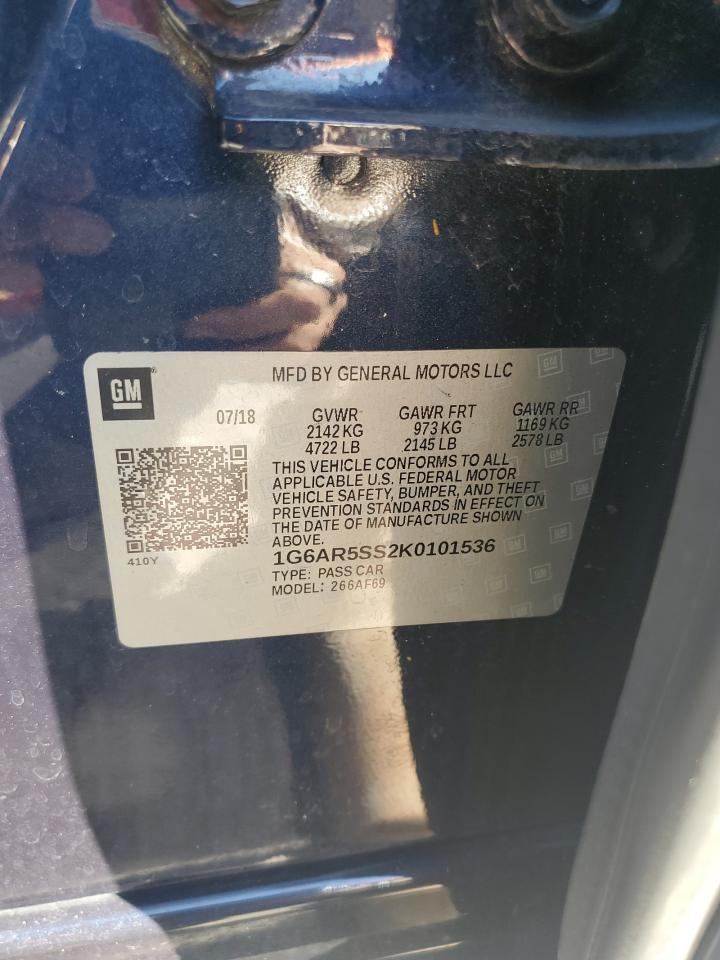 GM
MFD BY GENERAL MOTORS LLC
07/18 GVWR GAWR FRT GAWR RR
2142 KG 973 KG 1169 KG
4722 LB 2145 LB 2578 LB
THIS VEHICLE CONFORMS TO ALL
APPLICABLE U.S. FEDERAL MOTOR
VEHICLE SAFETY, BUMPER, AND THEFT
PREVENTION STANDARDS IN EFFECT ON
THE DATE OF MANUFACTURE SHOWN
ABOVE.
410Y
1G6AR5SS2K0101536
TYPE: PASS CAR
MODEL: 266AF69